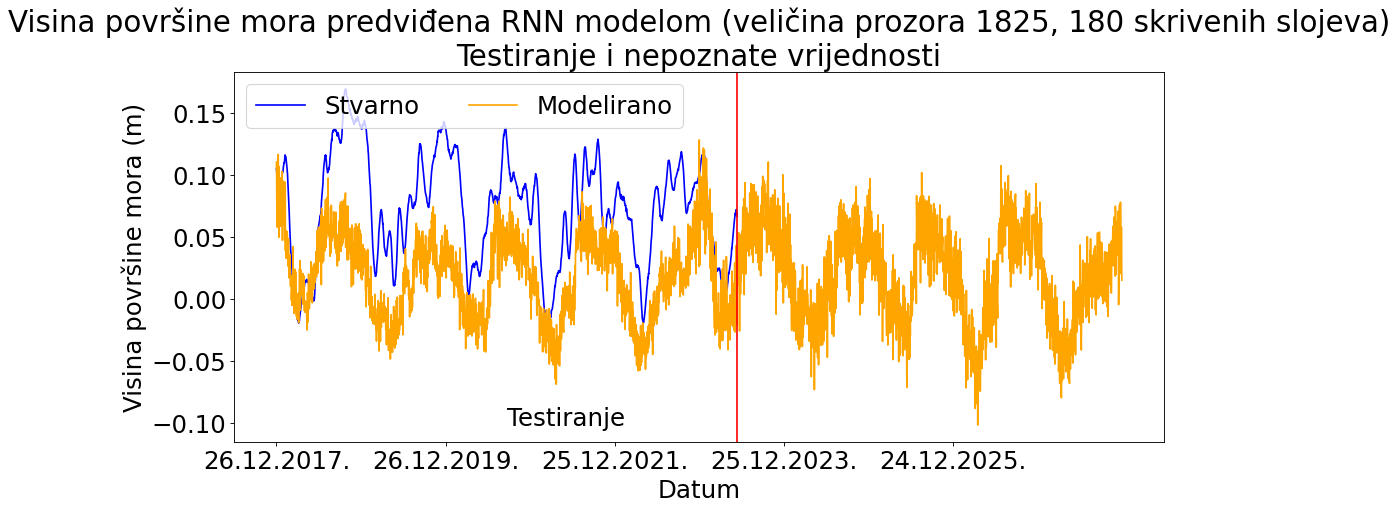 Visina površine mora predviđena RNN modelom (veličina prozora 1825, 180 skrivenih slojeva)
Testiranje i nepoznate vrijednosti
Stvarno
Modelirano
Visina površine mora (m)
0.15
0.10
0.05
0.00
−0.05
−0.10
Testiranje
26.12.2017.
26.12.2019.
25.12.2021.
25.12.2023.
24.12.2025.
Datum